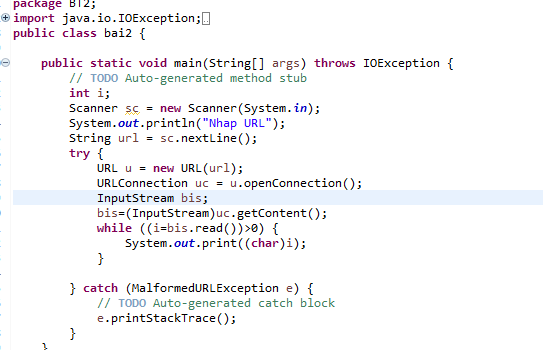 package BT2;
import java.io.IOException;
public class bai2 {
public static void main(String[] args) throws IOException {
// TODO Auto-generated method stub
int i;
Scanner sc = new Scanner(System.in);
System.out.println("Nhap URL");
String url = sc.nextLine();
try {
URL u = new URL(url);
URLConnection uc = u.openConnection();
InputStream bis;
bis=(InputStream)uc.getContent();
while ((i=bis.read())>0) {
System.out.print((char)i);
}
} catch (MalformedURLException e) {
// TODO Auto-generated catch block
e.printStackTrace();
}
}